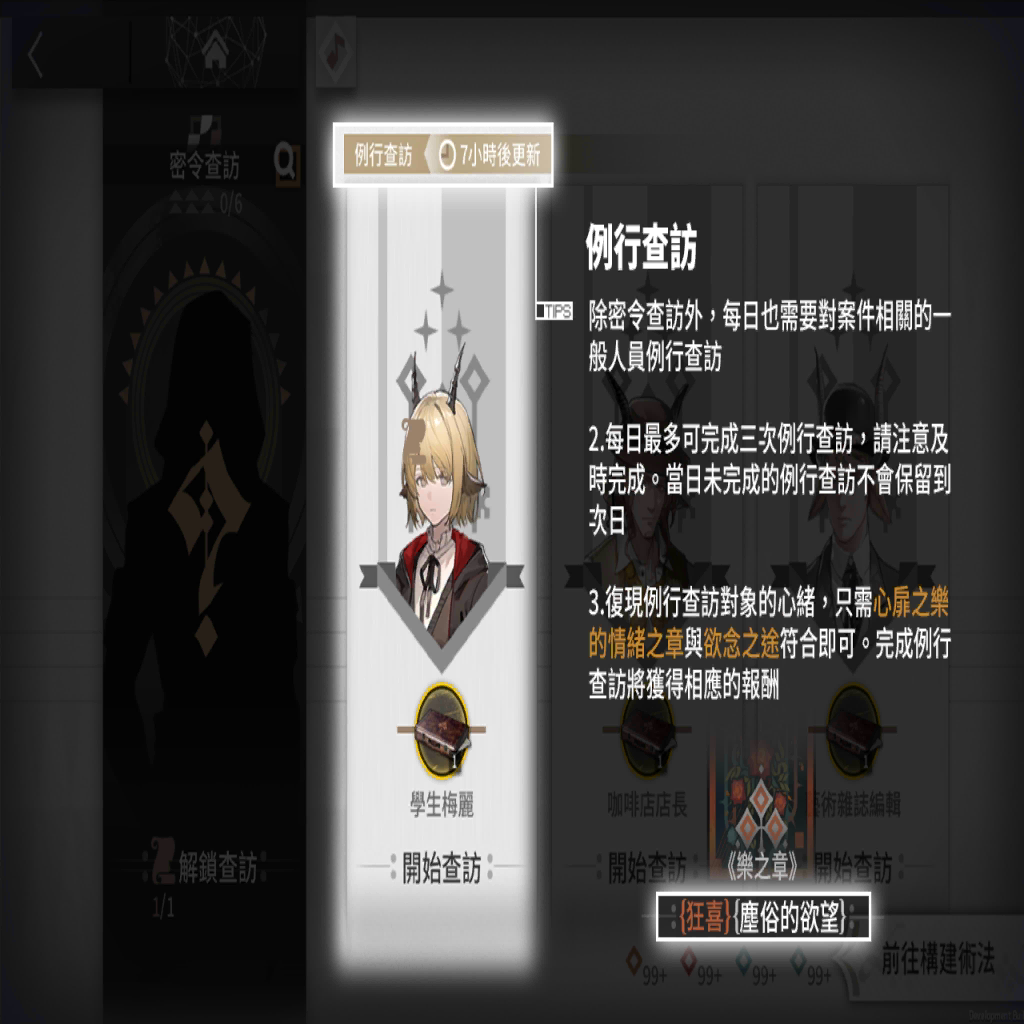 密令查訪
0/6
例行查訪
7小時後更新
例行查訪
TIPS
除密令查訪外，每日也需要對案件相關的一
般人員例行查訪
2.每日最多可完成三次例行查訪，請注意及
時完成。當日未完成的例行查訪不會保留到
次日
3.復現例行查訪對象的心緒，只需心扉之樂
的情緒之章與欲念之途符合即可。完成例行
查訪將獲得相應的報酬
1
1
1
學生梅麗
咖啡店店長
藝術雜誌編輯
《樂之章》
解鎖查訪
1/1
開始查訪
開始查訪
開始查訪
{狂喜}{塵俗的欲望}
前往構建術法
99+
99+
99+
99+